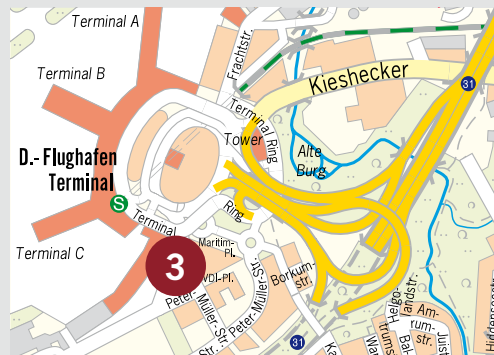 Terminal A
Frachtstr.
Kieshecker
31
Terminal B
Terminal Ring
Tower
Alte
Burg
D.- Flughafen
Terminal
S
Terminal
Ring
Terminal C
Maritim-
Pl.
3
VDI-Pl.
Borkum-
str.
Peter-
Müller-Str
Peter-Müller-
Str.
Helgo-
landstr.
Am-
rum-
str.
31